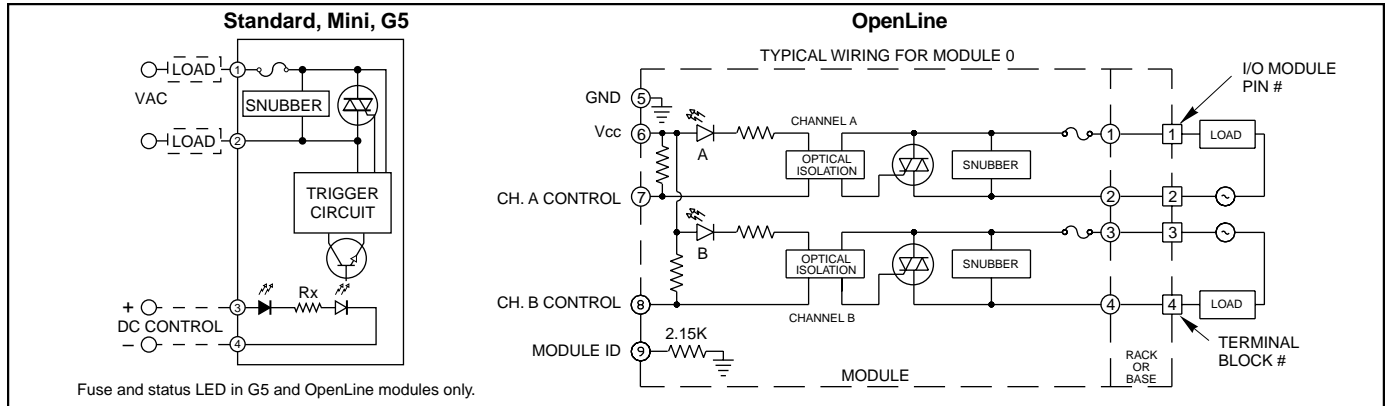 Standard, Mini, G5
LOAD
1
VAC
SNUBBER
LOAD
2
TRIGGER
CIRCUIT
Rx
+
3
DC CONTROL
–
4
Fuse and status LED in G5 and OpenLine modules only.
OpenLine
TYPICAL WIRING FOR MODULE 0
I/O MODULE
PIN #
GND
5
Vcc
6
A
CHANNEL A
OPTICAL
ISOLATION
SNUBBER
1
1
LOAD
CH. A CONTROL
7
2
2
~
B
OPTICAL
ISOLATION
SNUBBER
3
3
~
CH. B CONTROL
8
CHANNEL B
4
4
LOAD
MODULE ID
9
2.15K
MODULE
RACK
OR
BASE
TERMINAL
BLOCK #